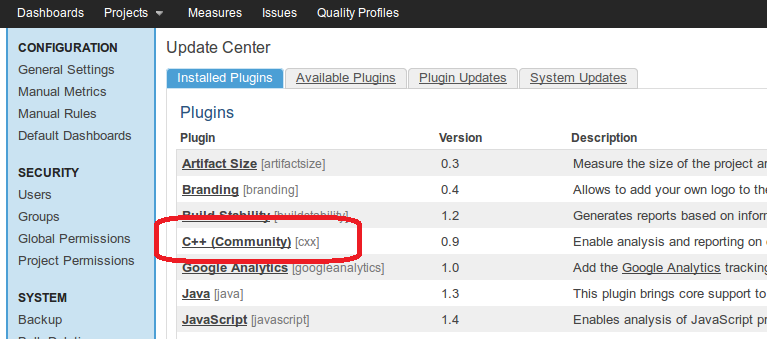 Dashboards Projects Measures Issues Quality Profiles
CONFIGURATION
General Settings
Manual Metrics
Manual Rules
Default Dashboards
SECURITY
Users
Groups
Global Permissions
Project Permissions
SYSTEM
Backup
Update Center
Installed Plugins Available Plugins Plugin Updates System Updates
Plugins
Plugin Version Description
Artifact Size [artifactsize] 0.3 Measure the size of the project
Branding [branding] 0.4 Allows to add your own logo to
Build Stability [buildstability] 1.2 Generates reports based on
C++ (Community) [cxx] 0.9 Enable analysis and reporting on
Google Analytics [googleanalytics] 1.0 Add the Google Analytics tracking
Java [java] 1.3 This plugin brings core support to
JavaScript [javascript] 1.4 Enables analysis of JavaScript